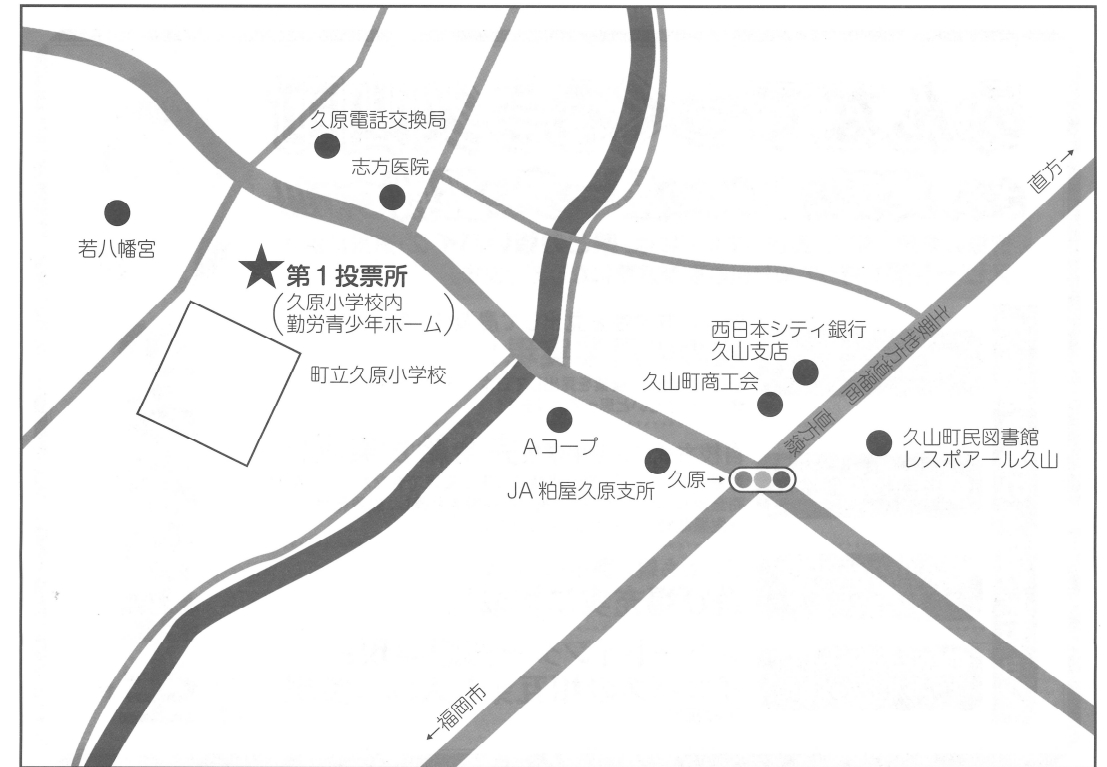 久原電話交換局
志方医院
直方→
若八幡宮
第1投票所
(久原小学校内
勤労青少年ホーム)
主要地方道福岡 直方線
西日本シティ銀行
久山支店
町立久原小学校
久山町商工会
Aコープ
久山町民図書館
レスポアール久山
久原→
JA粕屋久原支所
←福岡市